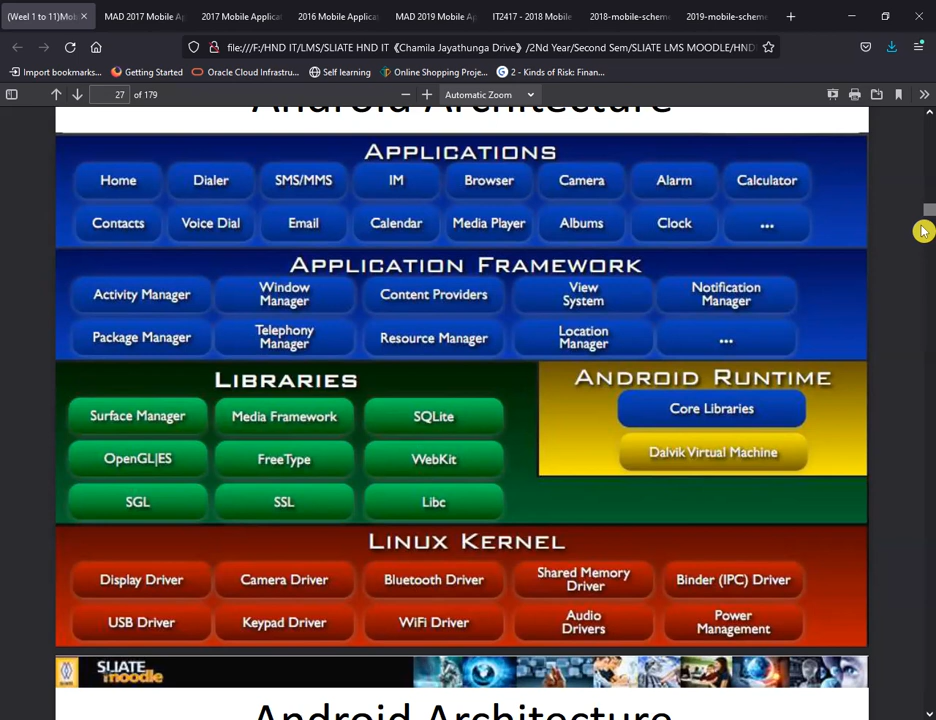 (Weel 1 to 11)Mob
MAD 2017 Mobile Ap
2017 Mobile Applica
2016 Mobile Applica
MAD 2019 Mobile Ap
IT2417 - 2018 Mobile
2018-mobile-scheme
2019-mobile-scheme
file:///F:/HND IT/LMS/SLIATE HND IT《Chamila Jayathunga Drive》/2Nd Year/Second Sem/SLIATE LMS MOODLE/HND
Import bookmarks...
Getting Started
Oracle Cloud Infrastru...
Self learning
Online Shopping Proje...
2 - Kinds of Risk: Finan...
27 of 179
Automatic Zoom
Android Architecture
APPLICATIONS
Home Dialer SMS/MMS IM Browser Camera Alarm Calculator
Contacts Voice Dial Email Calendar Media Player Albums Clock ...
APPLICATION FRAMEWORK
Activity Manager Window Manager Content Providers View System Notification Manager
Package Manager Telephony Manager Resource Manager Location Manager ...
LIBRARIES
Surface Manager Media Framework SQLite
OpenGL|ES FreeType WebKit
SGL SSL Libc
ANDROID RUNTIME
Core Libraries
Dalvik Virtual Machine
LINUX KERNEL
Display Driver Camera Driver Bluetooth Driver Shared Memory Driver Binder (IPC) Driver
USB Driver Keypad Driver WiFi Driver Audio Drivers Power Management
SLIATE
moodle
Android Architecture